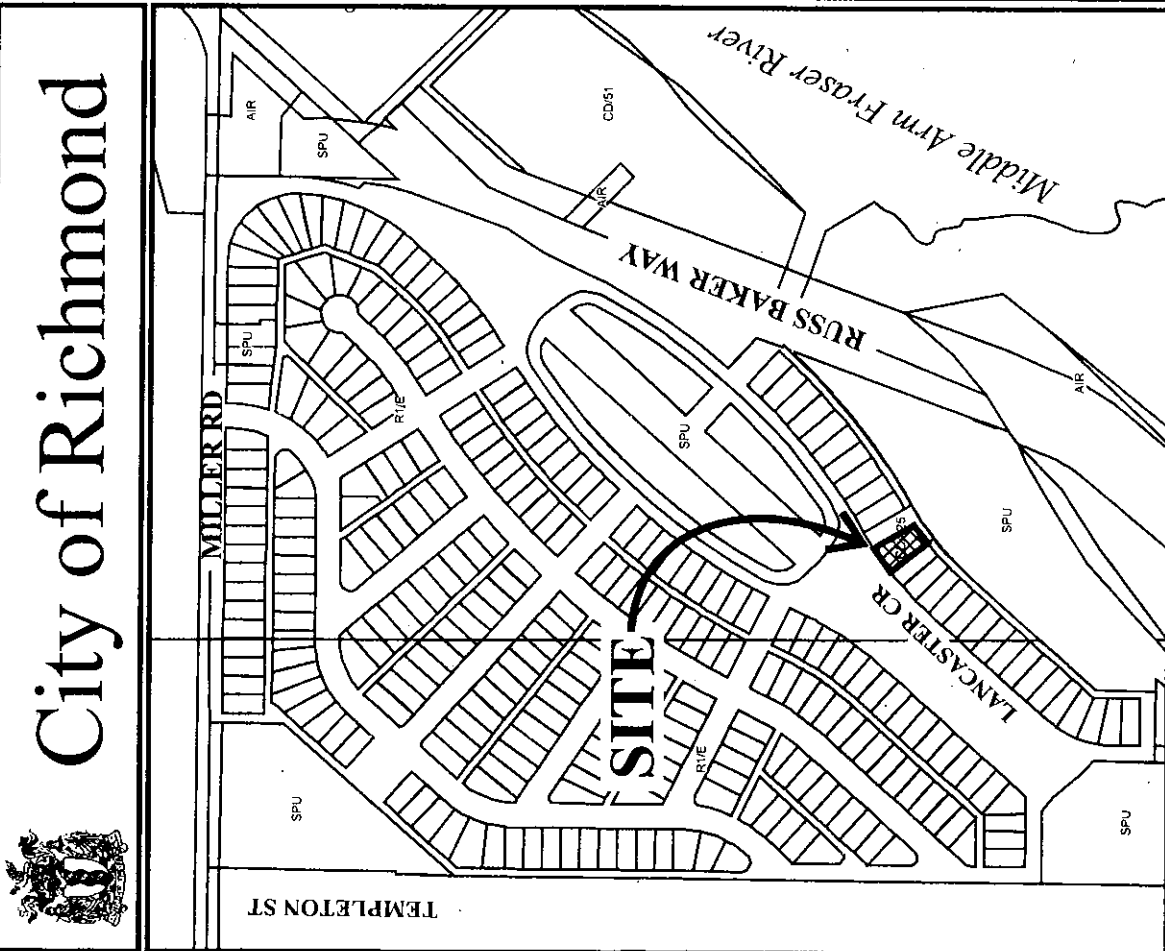 City of Richmond
MILLER RD
AIR
SPU
CD/51
Middle Arm Fraser River
SPU
AIR
R1/E
RUSS BAKER WAY
SPU
AIR
SPU
LANCASTER CR
SITE
R1/E
SPU
SPU
TEMPLETON ST